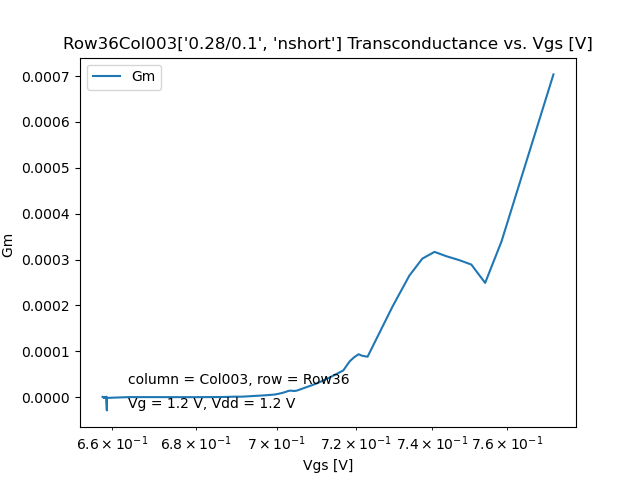 Row36Col003['0.28/0.1', 'nshort'] Transconductance vs. Vgs [V]
Gm
0.0007
0.0006
0.0005
0.0004
0.0003
0.0002
0.0001
0.0000
Gm
column = Col003, row = Row36
Vg = 1.2 V, Vdd = 1.2 V
6.6 × 10⁻¹ 6.8 × 10⁻¹ 7 × 10⁻¹ 7.2 × 10⁻¹ 7.4 × 10⁻¹ 7.6 × 10⁻¹
Vgs [V]